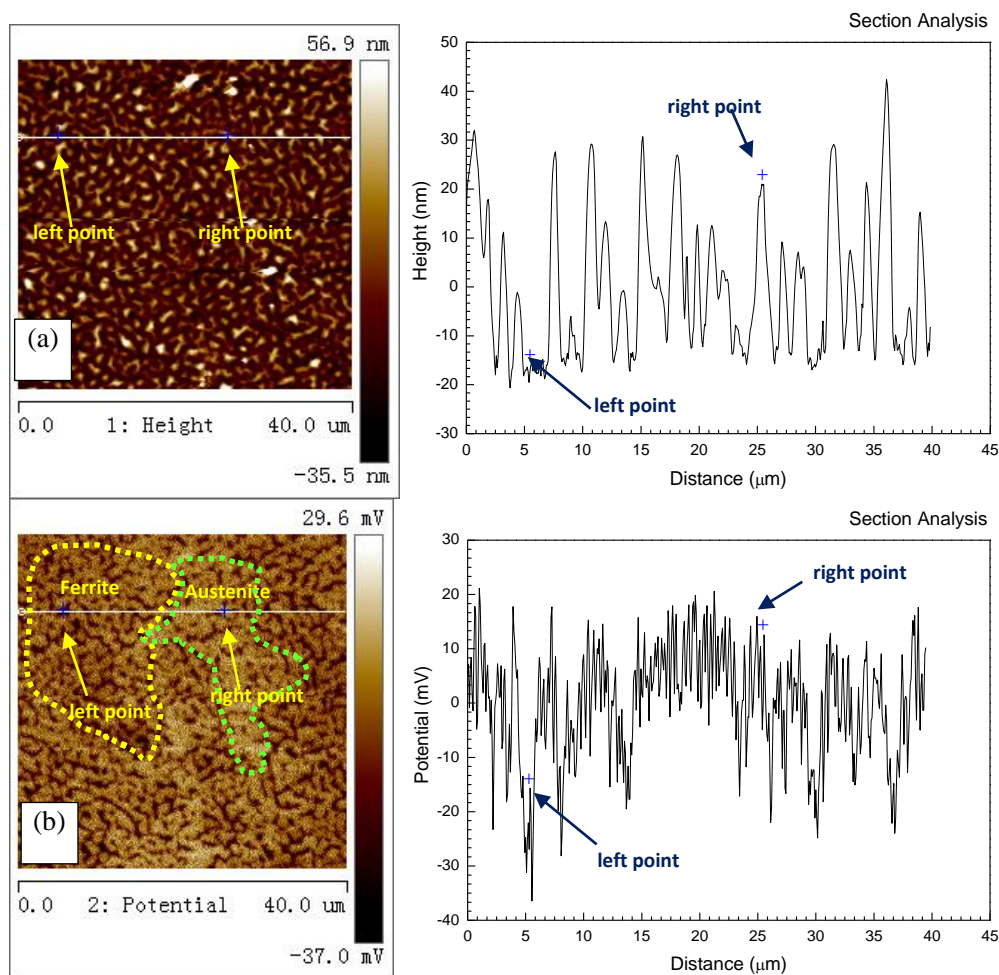 56.9 nm
left point
right point
(a)
0.0 1: Height 40.0 um
-35.5 nm
Section Analysis
50
40
30
20
10
0
-10
-20
-30
Height (nm)
right point
left point
0 5 10 15 20 25 30 35 40 45
Distance (μm)
29.6 mV
Ferrite
Austenite
left point
right point
(b)
0.0 2: Potential 40.0 um
-37.0 mV
Section Analysis
30
20
10
0
-10
-20
-30
-40
Potential (mV)
right point
left point
0 5 10 15 20 25 30 35 40 45
Distance (μm)